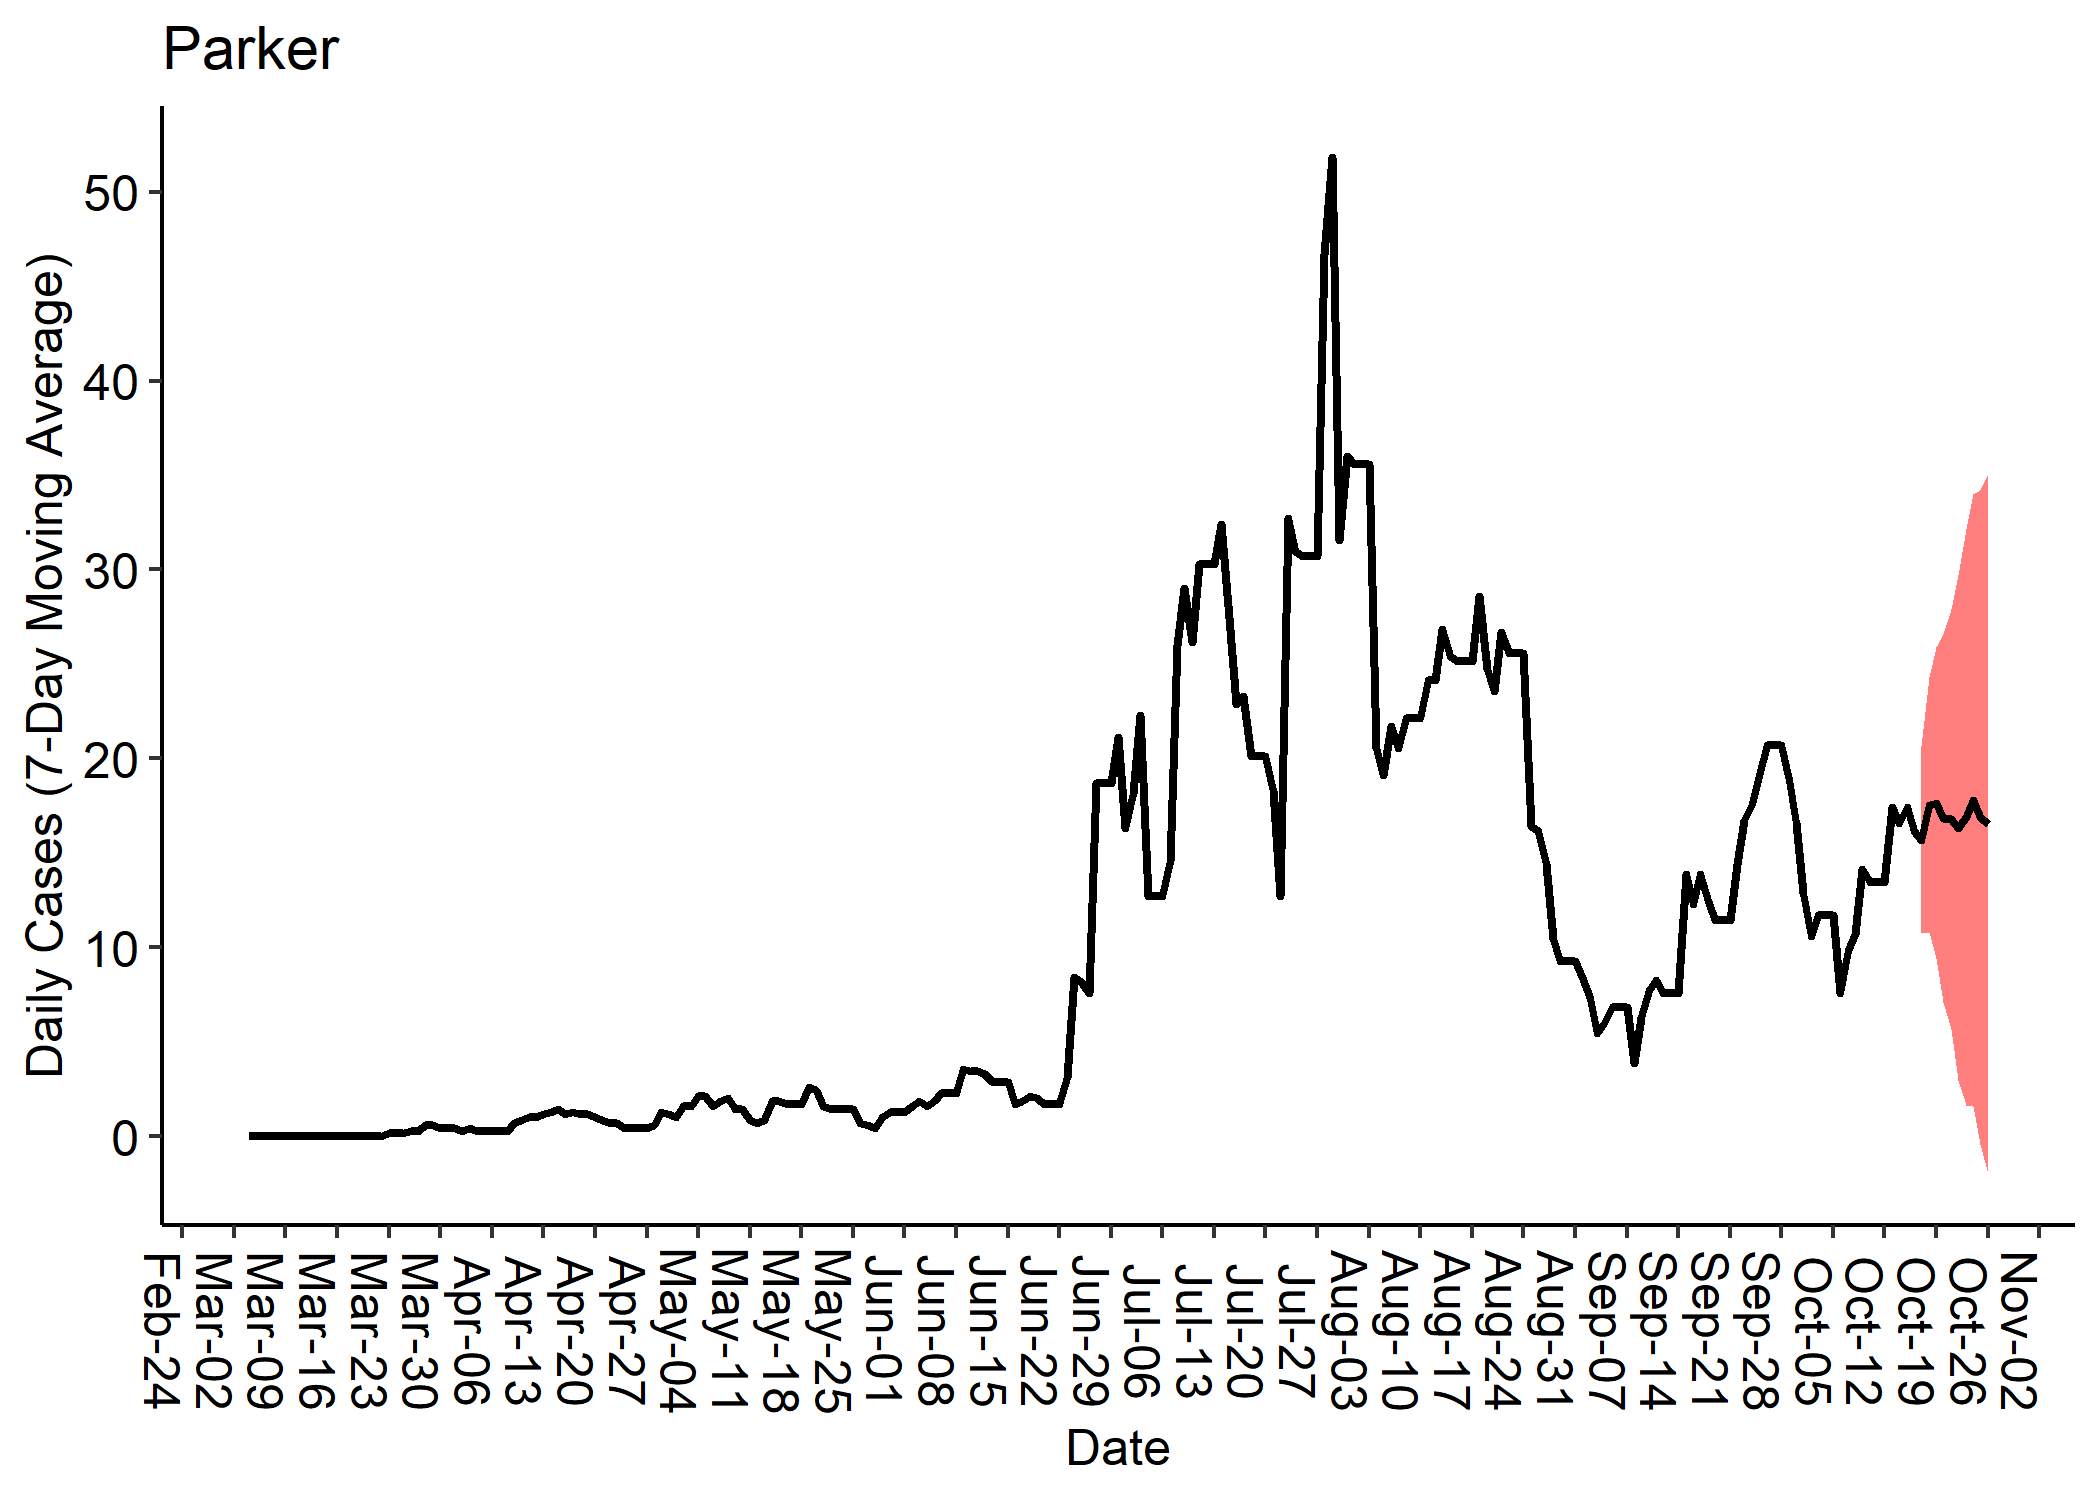 Parker
Daily Cases (7-Day Moving Average)
50
40
30
20
10
0
Feb-24
Mar-02
Mar-09
Mar-16
Mar-23
Mar-30
Apr-06
Apr-13
Apr-20
Apr-27
May-04
May-11
May-18
May-25
Jun-01
Jun-08
Jun-15
Jun-22
Jun-29
Jul-06
Jul-13
Jul-20
Jul-27
Aug-03
Aug-10
Aug-17
Aug-24
Aug-31
Sep-07
Sep-14
Sep-21
Sep-28
Oct-05
Oct-12
Oct-19
Oct-26
Nov-02
Date